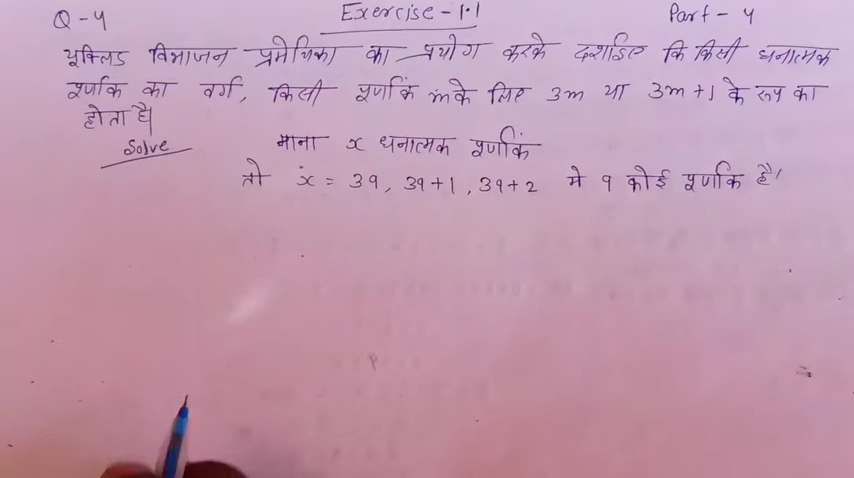 Q-4 Exercise-1.1 Part-4
यूक्लिड विभाजन प्रमेयिका का प्रयोग करके दर्शाइए कि किसी धनात्मक
पूर्णांक का वर्ग, किसी पूर्णांक m के लिए 3m या 3m+1 के रूप का
होता है।
Solve माना x धनात्मक पूर्णांक
तो x = 3q, 3q+1, 3q+2 मे q कोई पूर्णांक है।